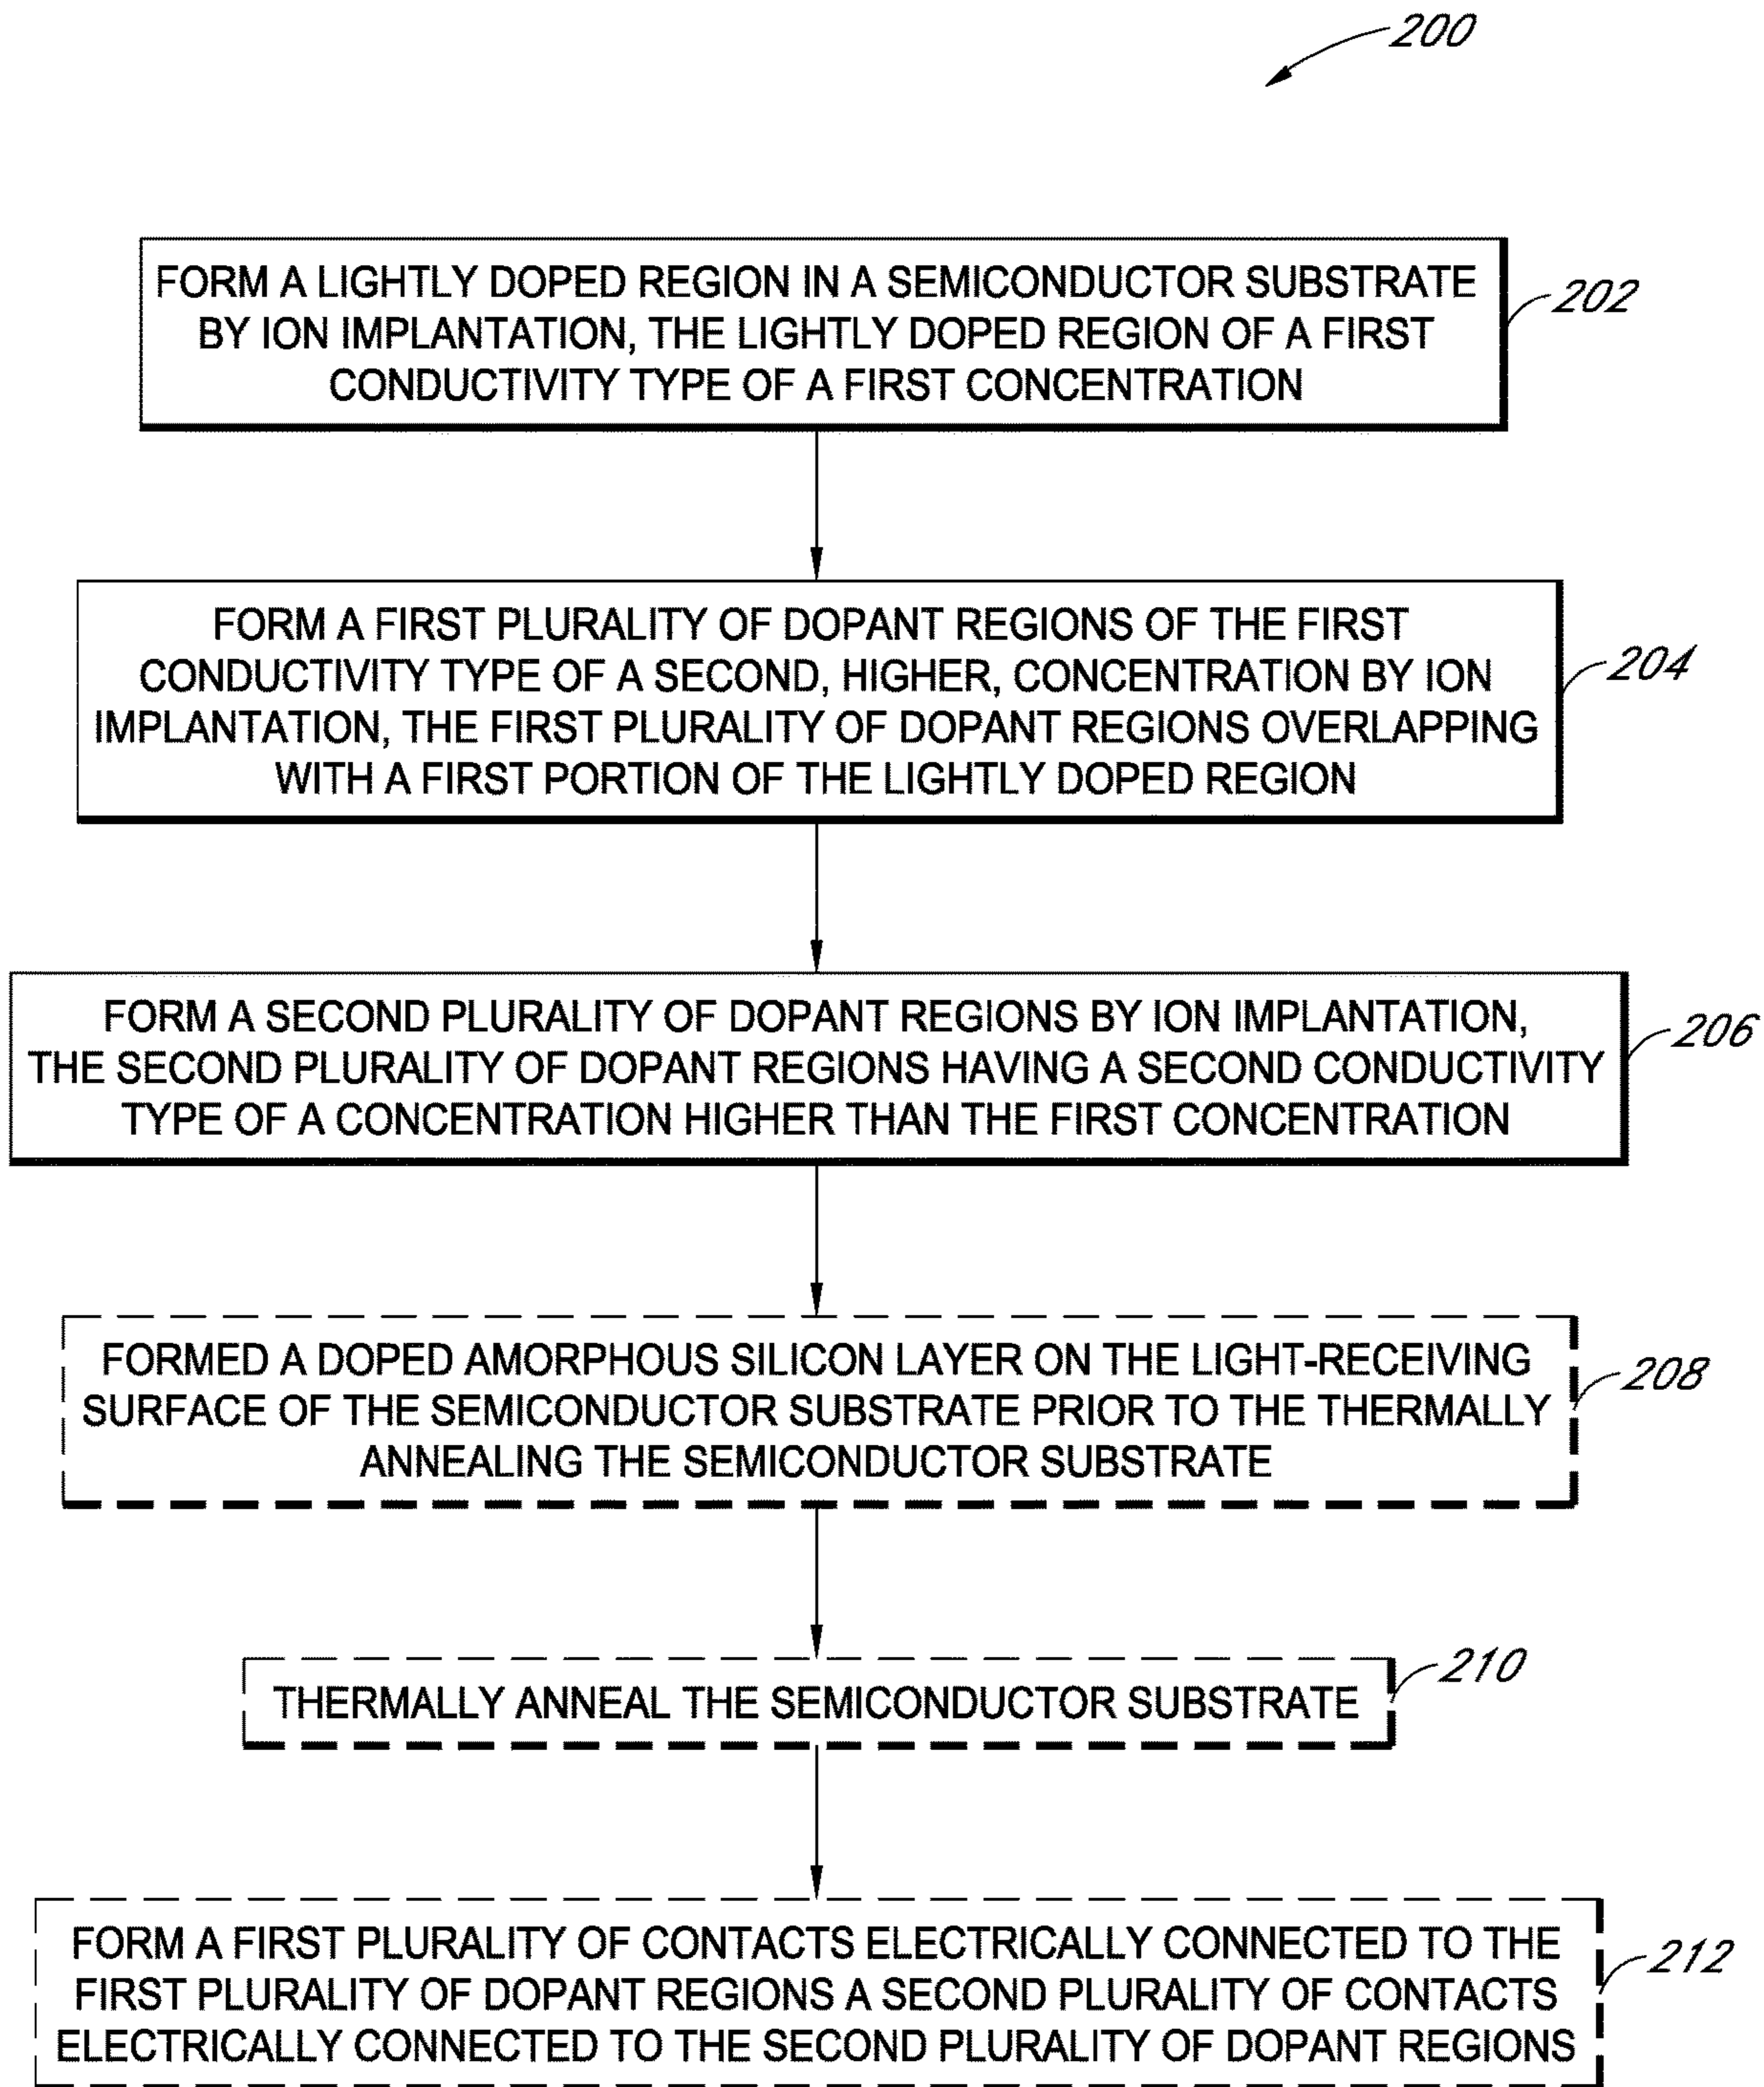 200
FORM A LIGHTLY DOPED REGION IN A SEMICONDUCTOR SUBSTRATE
BY ION IMPLANTATION, THE LIGHTLY DOPED REGION OF A FIRST
CONDUCTIVITY TYPE OF A FIRST CONCENTRATION
202
FORM A FIRST PLURALITY OF DOPANT REGIONS OF THE FIRST
CONDUCTIVITY TYPE OF A SECOND, HIGHER, CONCENTRATION BY ION
IMPLANTATION, THE FIRST PLURALITY OF DOPANT REGIONS OVERLAPPING
WITH A FIRST PORTION OF THE LIGHTLY DOPED REGION
204
FORM A SECOND PLURALITY OF DOPANT REGIONS BY ION IMPLANTATION,
THE SECOND PLURALITY OF DOPANT REGIONS HAVING A SECOND CONDUCTIVITY
TYPE OF A CONCENTRATION HIGHER THAN THE FIRST CONCENTRATION
206
FORMED A DOPED AMORPHOUS SILICON LAYER ON THE LIGHT-RECEIVING
SURFACE OF THE SEMICONDUCTOR SUBSTRATE PRIOR TO THE THERMALLY
ANNEALING THE SEMICONDUCTOR SUBSTRATE
208
THERMALLY ANNEAL THE SEMICONDUCTOR SUBSTRATE
210
FORM A FIRST PLURALITY OF CONTACTS ELECTRICALLY CONNECTED TO THE
FIRST PLURALITY OF DOPANT REGIONS A SECOND PLURALITY OF CONTACTS
ELECTRICALLY CONNECTED TO THE SECOND PLURALITY OF DOPANT REGIONS
212